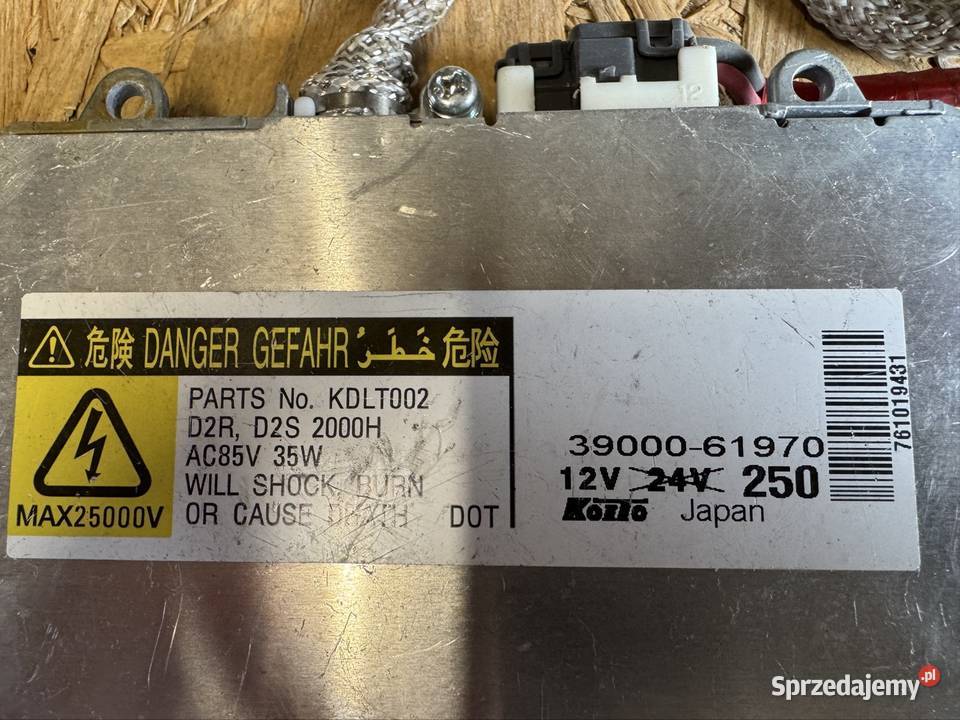 危険 DANGER GEFAHR خَطَرٌ 危险
MAX25000V
PARTS No. KDLT002
D2R, D2S 2000H
AC85V 35W
WILL SHOCK, BURN
OR CAUSE DEATH
DOT
39000-61970
12V 24V 250
Koito Japan
761019431
12
Sprzedajemy.pl